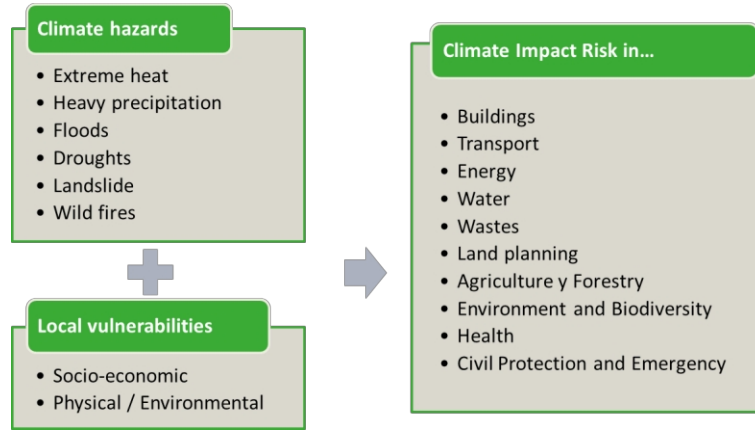 Climate hazards
• Extreme heat
• Heavy precipitation
• Floods
• Droughts
• Landslide
• Wild fires
Local vulnerabilities
• Socio-economic
• Physical / Environmental
Climate Impact Risk in...
• Buildings
• Transport
• Energy
• Water
• Wastes
• Land planning
• Agriculture y Forestry
• Environment and Biodiversity
• Health
• Civil Protection and Emergency